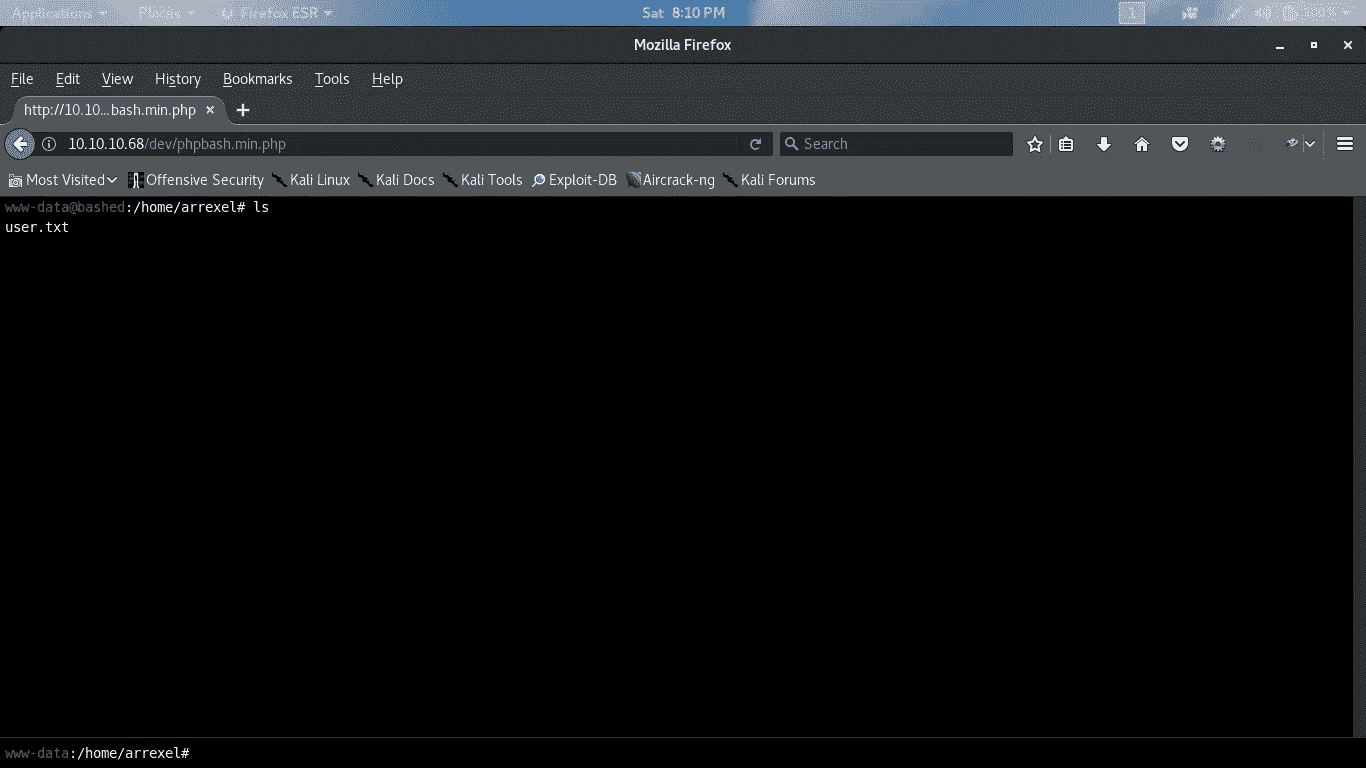 Applications Places Firefox ESR Sat 8:10 PM 1
Mozilla Firefox
File Edit View History Bookmarks Tools Help
http://10.10...bash.min.php
10.10.10.68/dev/phpbash.min.php Search
Most Visited Offensive Security Kali Linux Kali Docs Kali Tools Exploit-DB Aircrack-ng Kali Forums
www-data@bashed:/home/arrexel# ls
user.txt
www-data:/home/arrexel#